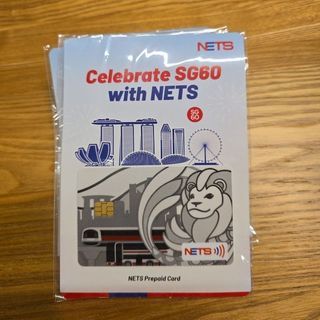 NETS
Celebrate SG60
with NETS
SG
60
NETS
NETS Prepaid Card